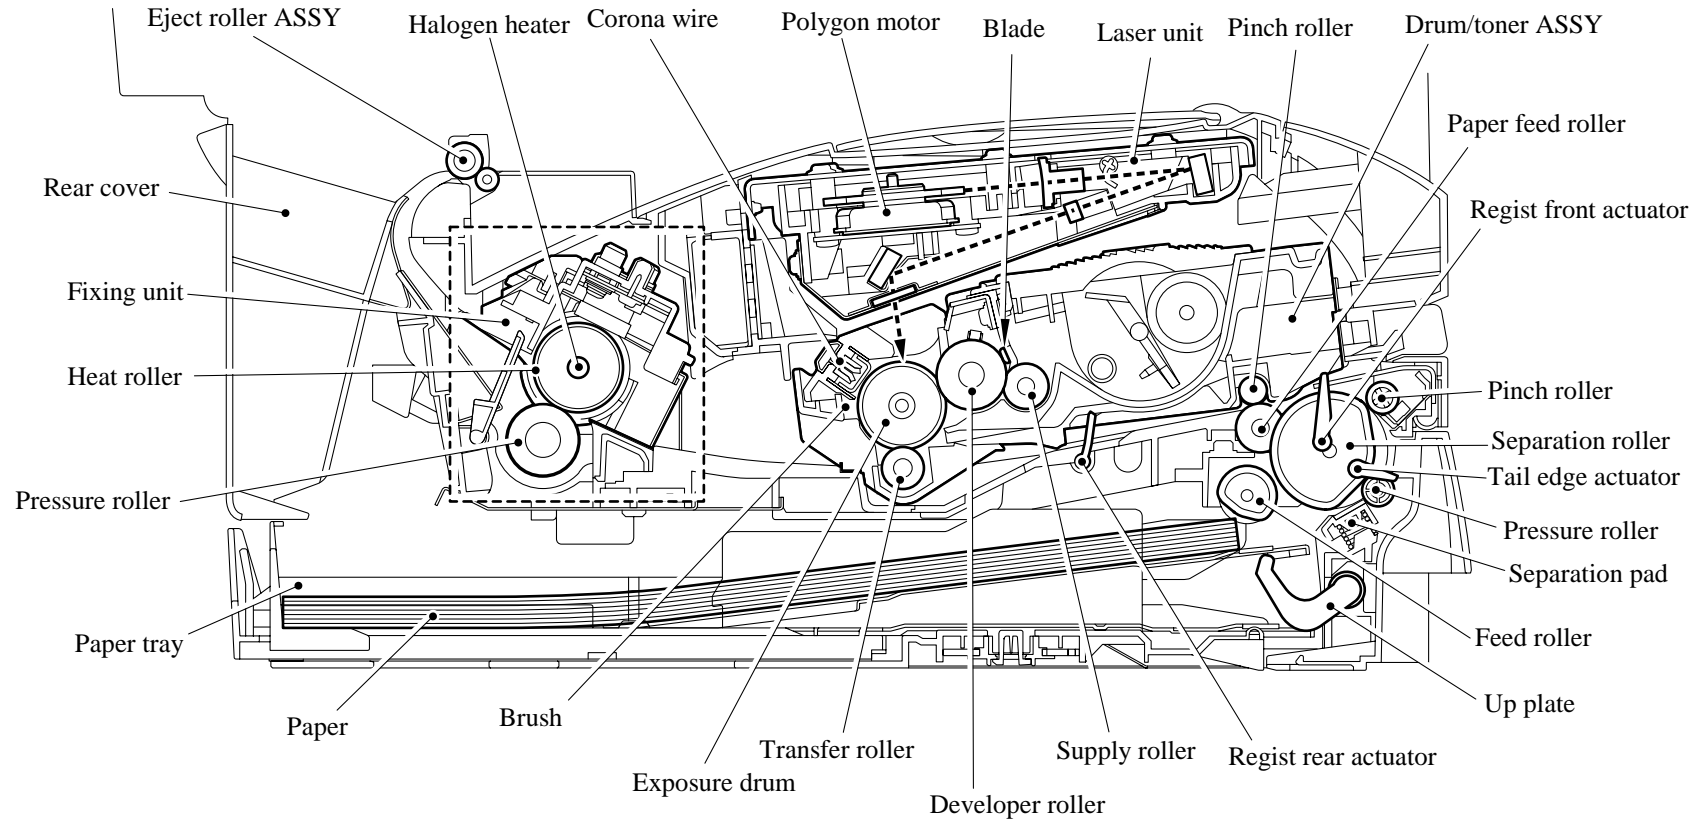 Eject roller ASSY
Halogen heater
Corona wire
Polygon motor
Blade
Laser unit
Pinch roller
Drum/toner ASSY
Paper feed roller
Rear cover
Regist front actuator
Fixing unit
Heat roller
Pinch roller
Separation roller
Tail edge actuator
Pressure roller
Pressure roller
Separation pad
Paper tray
Feed roller
Up plate
Paper
Brush
Transfer roller
Supply roller
Regist rear actuator
Exposure drum
Developer roller